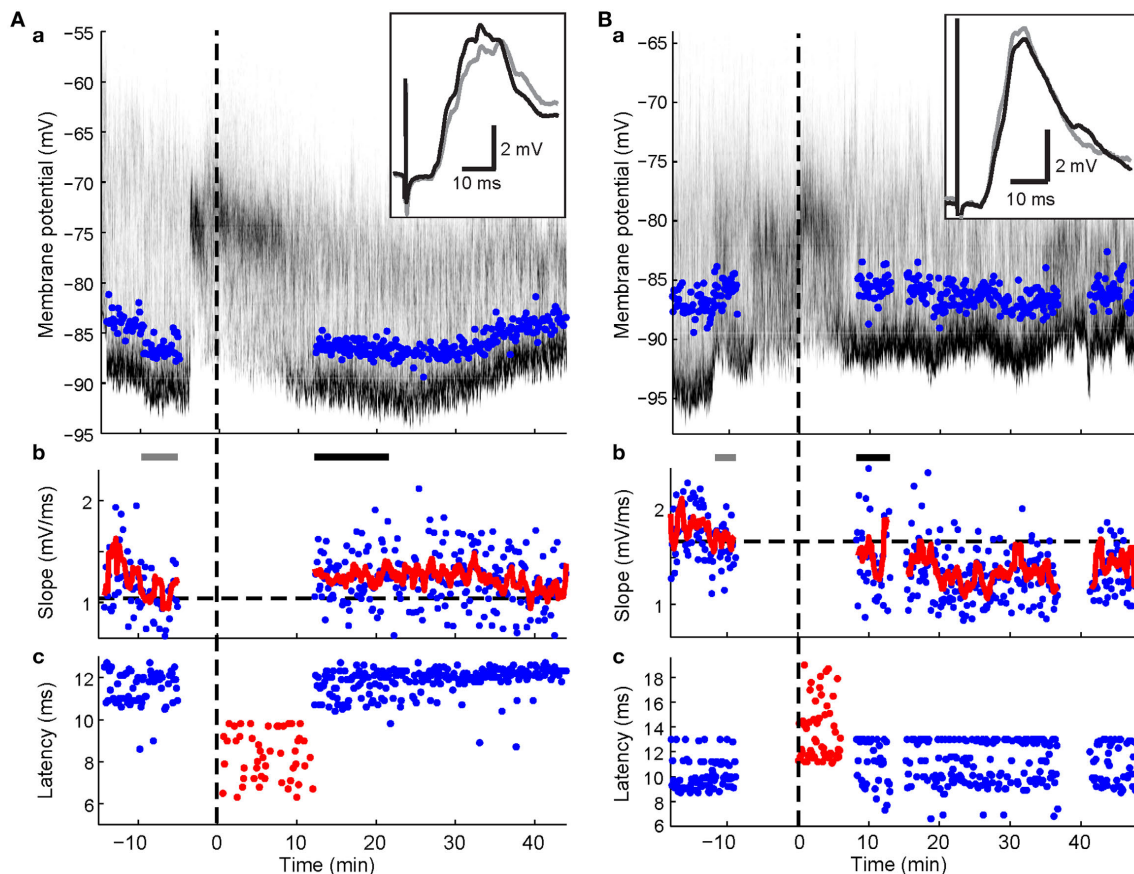 A
a
Membrane potential (mV)
−55
−60
−65
−70
−75
−80
−85
−90
−95
2 mV
10 ms
b
Slope (mV/ms)
2
1
c
Latency (ms)
12
10
8
6
−10 0 10 20 30 40
Time (min)
B
a
Membrane potential (mV)
−65
−70
−75
−80
−85
−90
−95
2 mV
10 ms
b
Slope (mV/ms)
2
1
c
Latency (ms)
18
16
14
12
10
8
6
−10 0 10 20 30 40
Time (min)